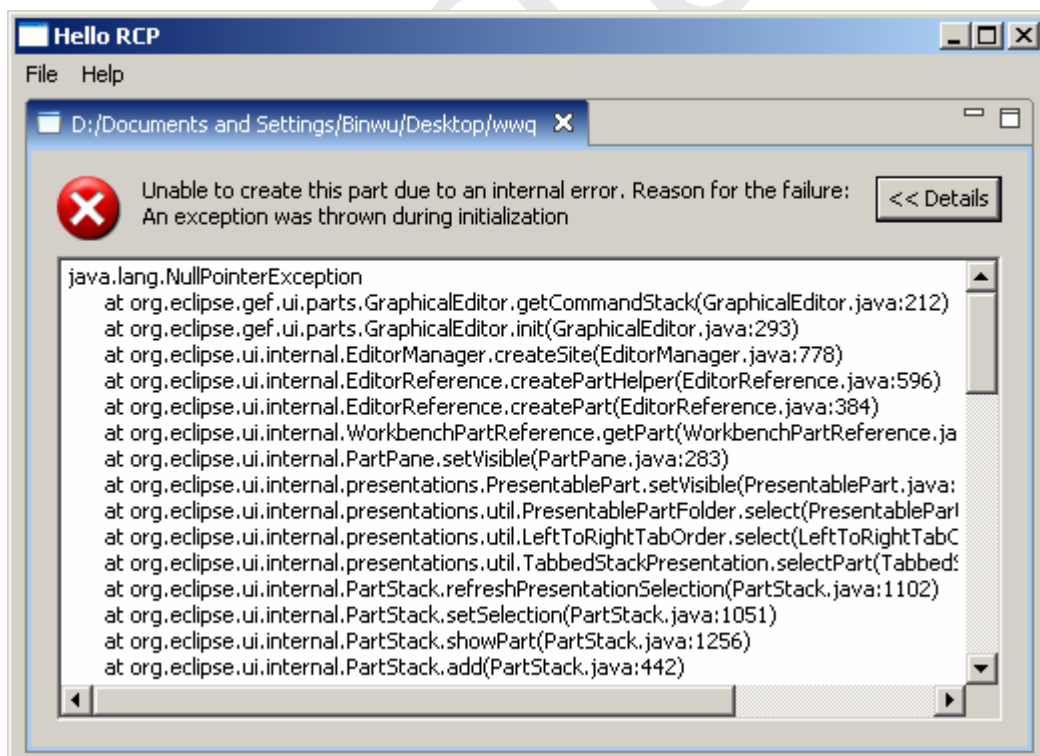 Hello RCP
File Help
D:/Documents and Settings/Binwu/Desktop/wwq
Unable to create this part due to an internal error. Reason for the failure:
An exception was thrown during initialization
<< Details
java.lang.NullPointerException
at org.eclipse.gef.ui.parts.GraphicalEditor.getCommandStack(GraphicalEditor.java:212)
at org.eclipse.gef.ui.parts.GraphicalEditor.init(GraphicalEditor.java:293)
at org.eclipse.ui.internal.EditorManager.createSite(EditorManager.java:778)
at org.eclipse.ui.internal.EditorReference.createPartHelper(EditorReference.java:596)
at org.eclipse.ui.internal.EditorReference.createPart(EditorReference.java:384)
at org.eclipse.ui.internal.WorkbenchPartReference.getPart(WorkbenchPartReference.ja
at org.eclipse.ui.internal.PartPane.setVisible(PartPane.java:283)
at org.eclipse.ui.internal.presentations.PresentablePart.setVisible(PresentablePart.java:
at org.eclipse.ui.internal.presentations.util.PresentablePartFolder.select(PresentablePart
at org.eclipse.ui.internal.presentations.util.LeftToRightTabOrder.select(LeftToRightTabO
at org.eclipse.ui.internal.presentations.util.TabbedStackPresentation.selectPart(TabbedS
at org.eclipse.ui.internal.PartStack.refreshPresentationSelection(PartStack.java:1102)
at org.eclipse.ui.internal.PartStack.setSelection(PartStack.java:1051)
at org.eclipse.ui.internal.PartStack.showPart(PartStack.java:1256)
at org.eclipse.ui.internal.PartStack.add(PartStack.java:442)